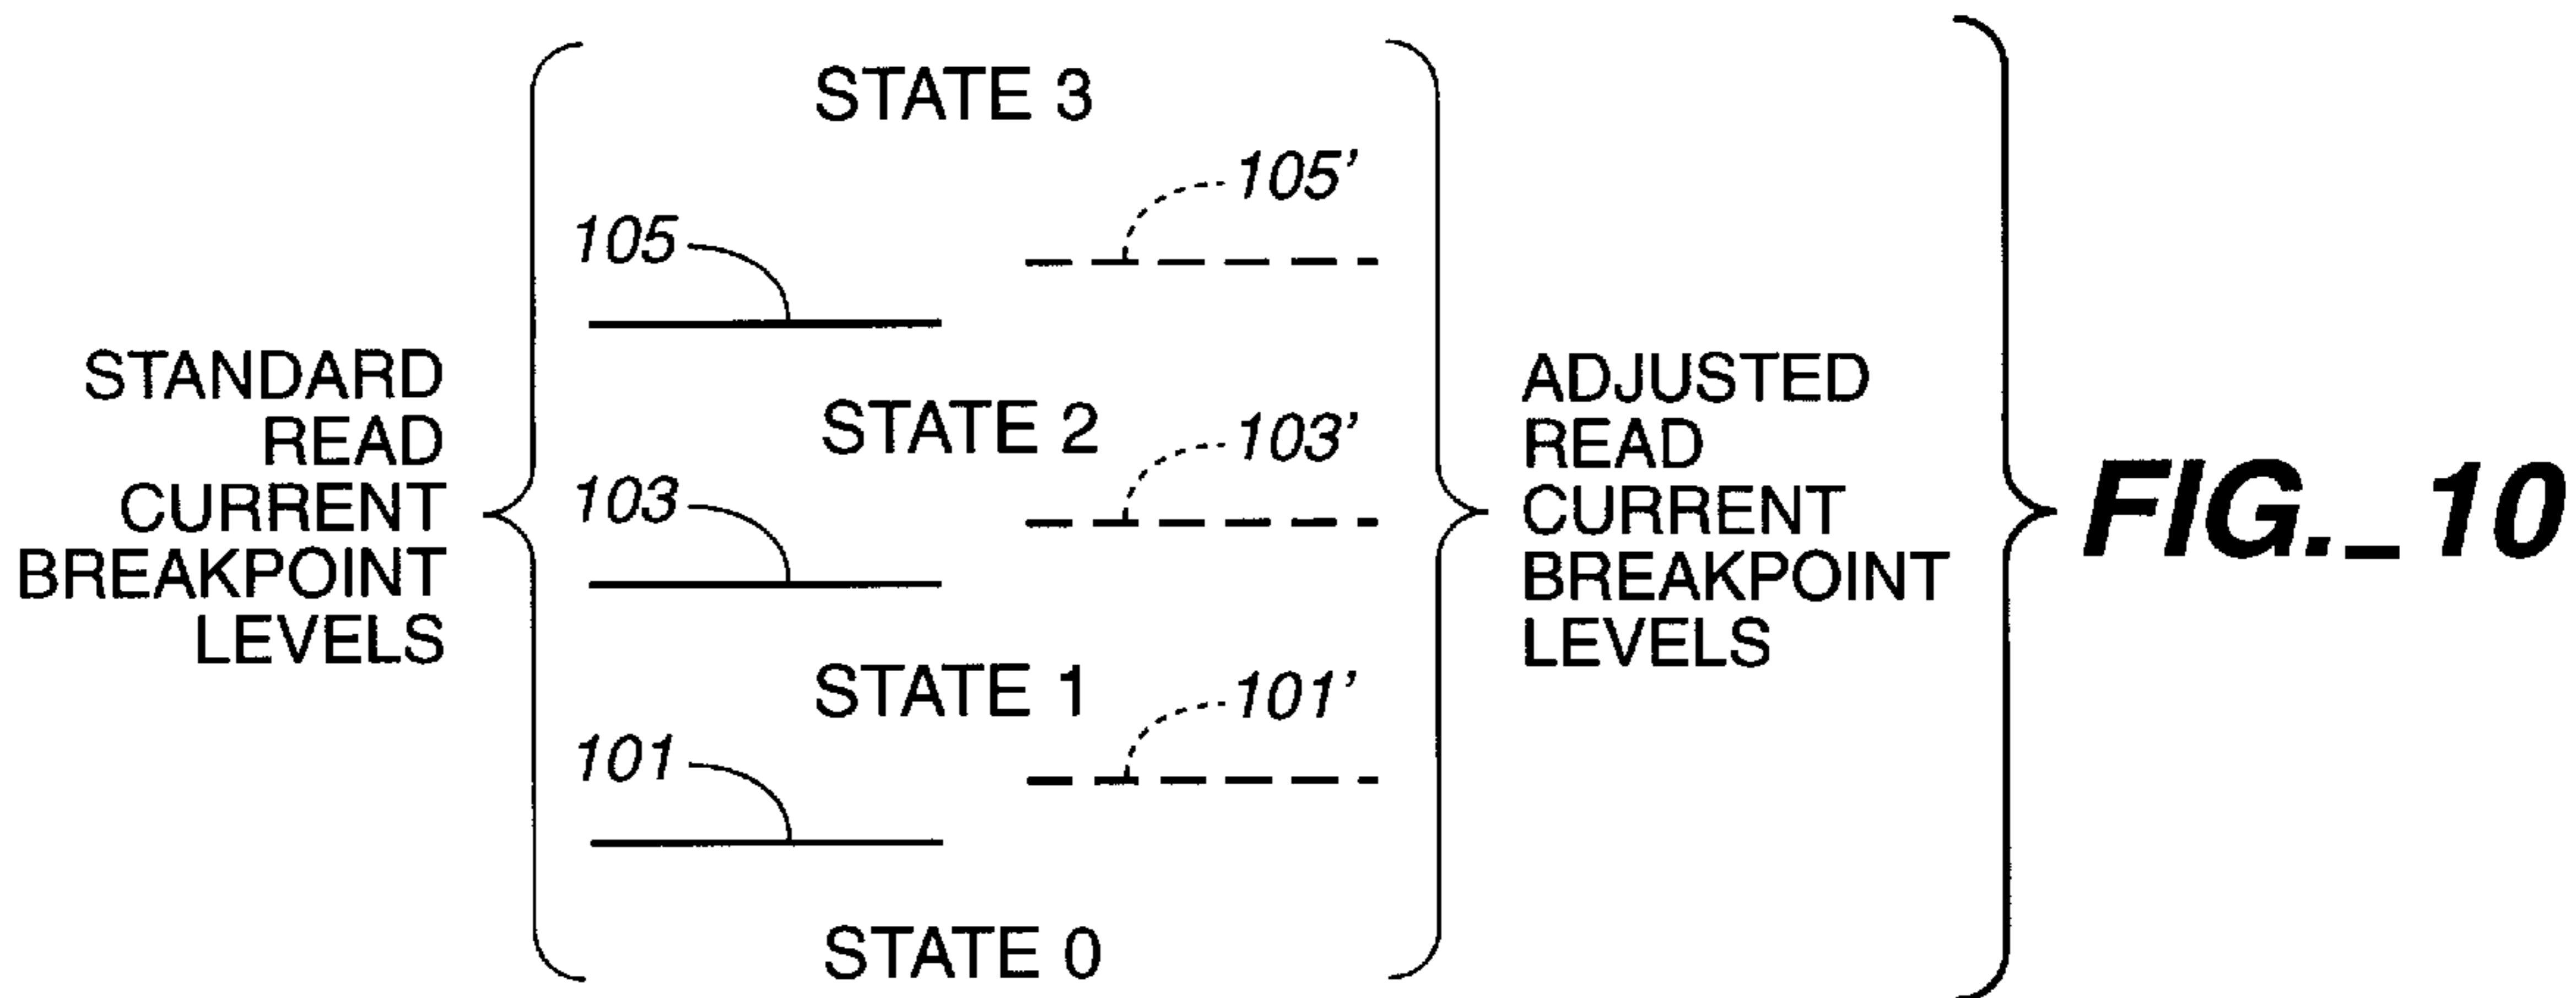 STANDARD
READ
CURRENT
BREAKPOINT
LEVELS
STATE 3
105'
105
STATE 2
103'
103
STATE 1
101'
101
STATE 0
ADJUSTED
READ
CURRENT
BREAKPOINT
LEVELS
FIG._10